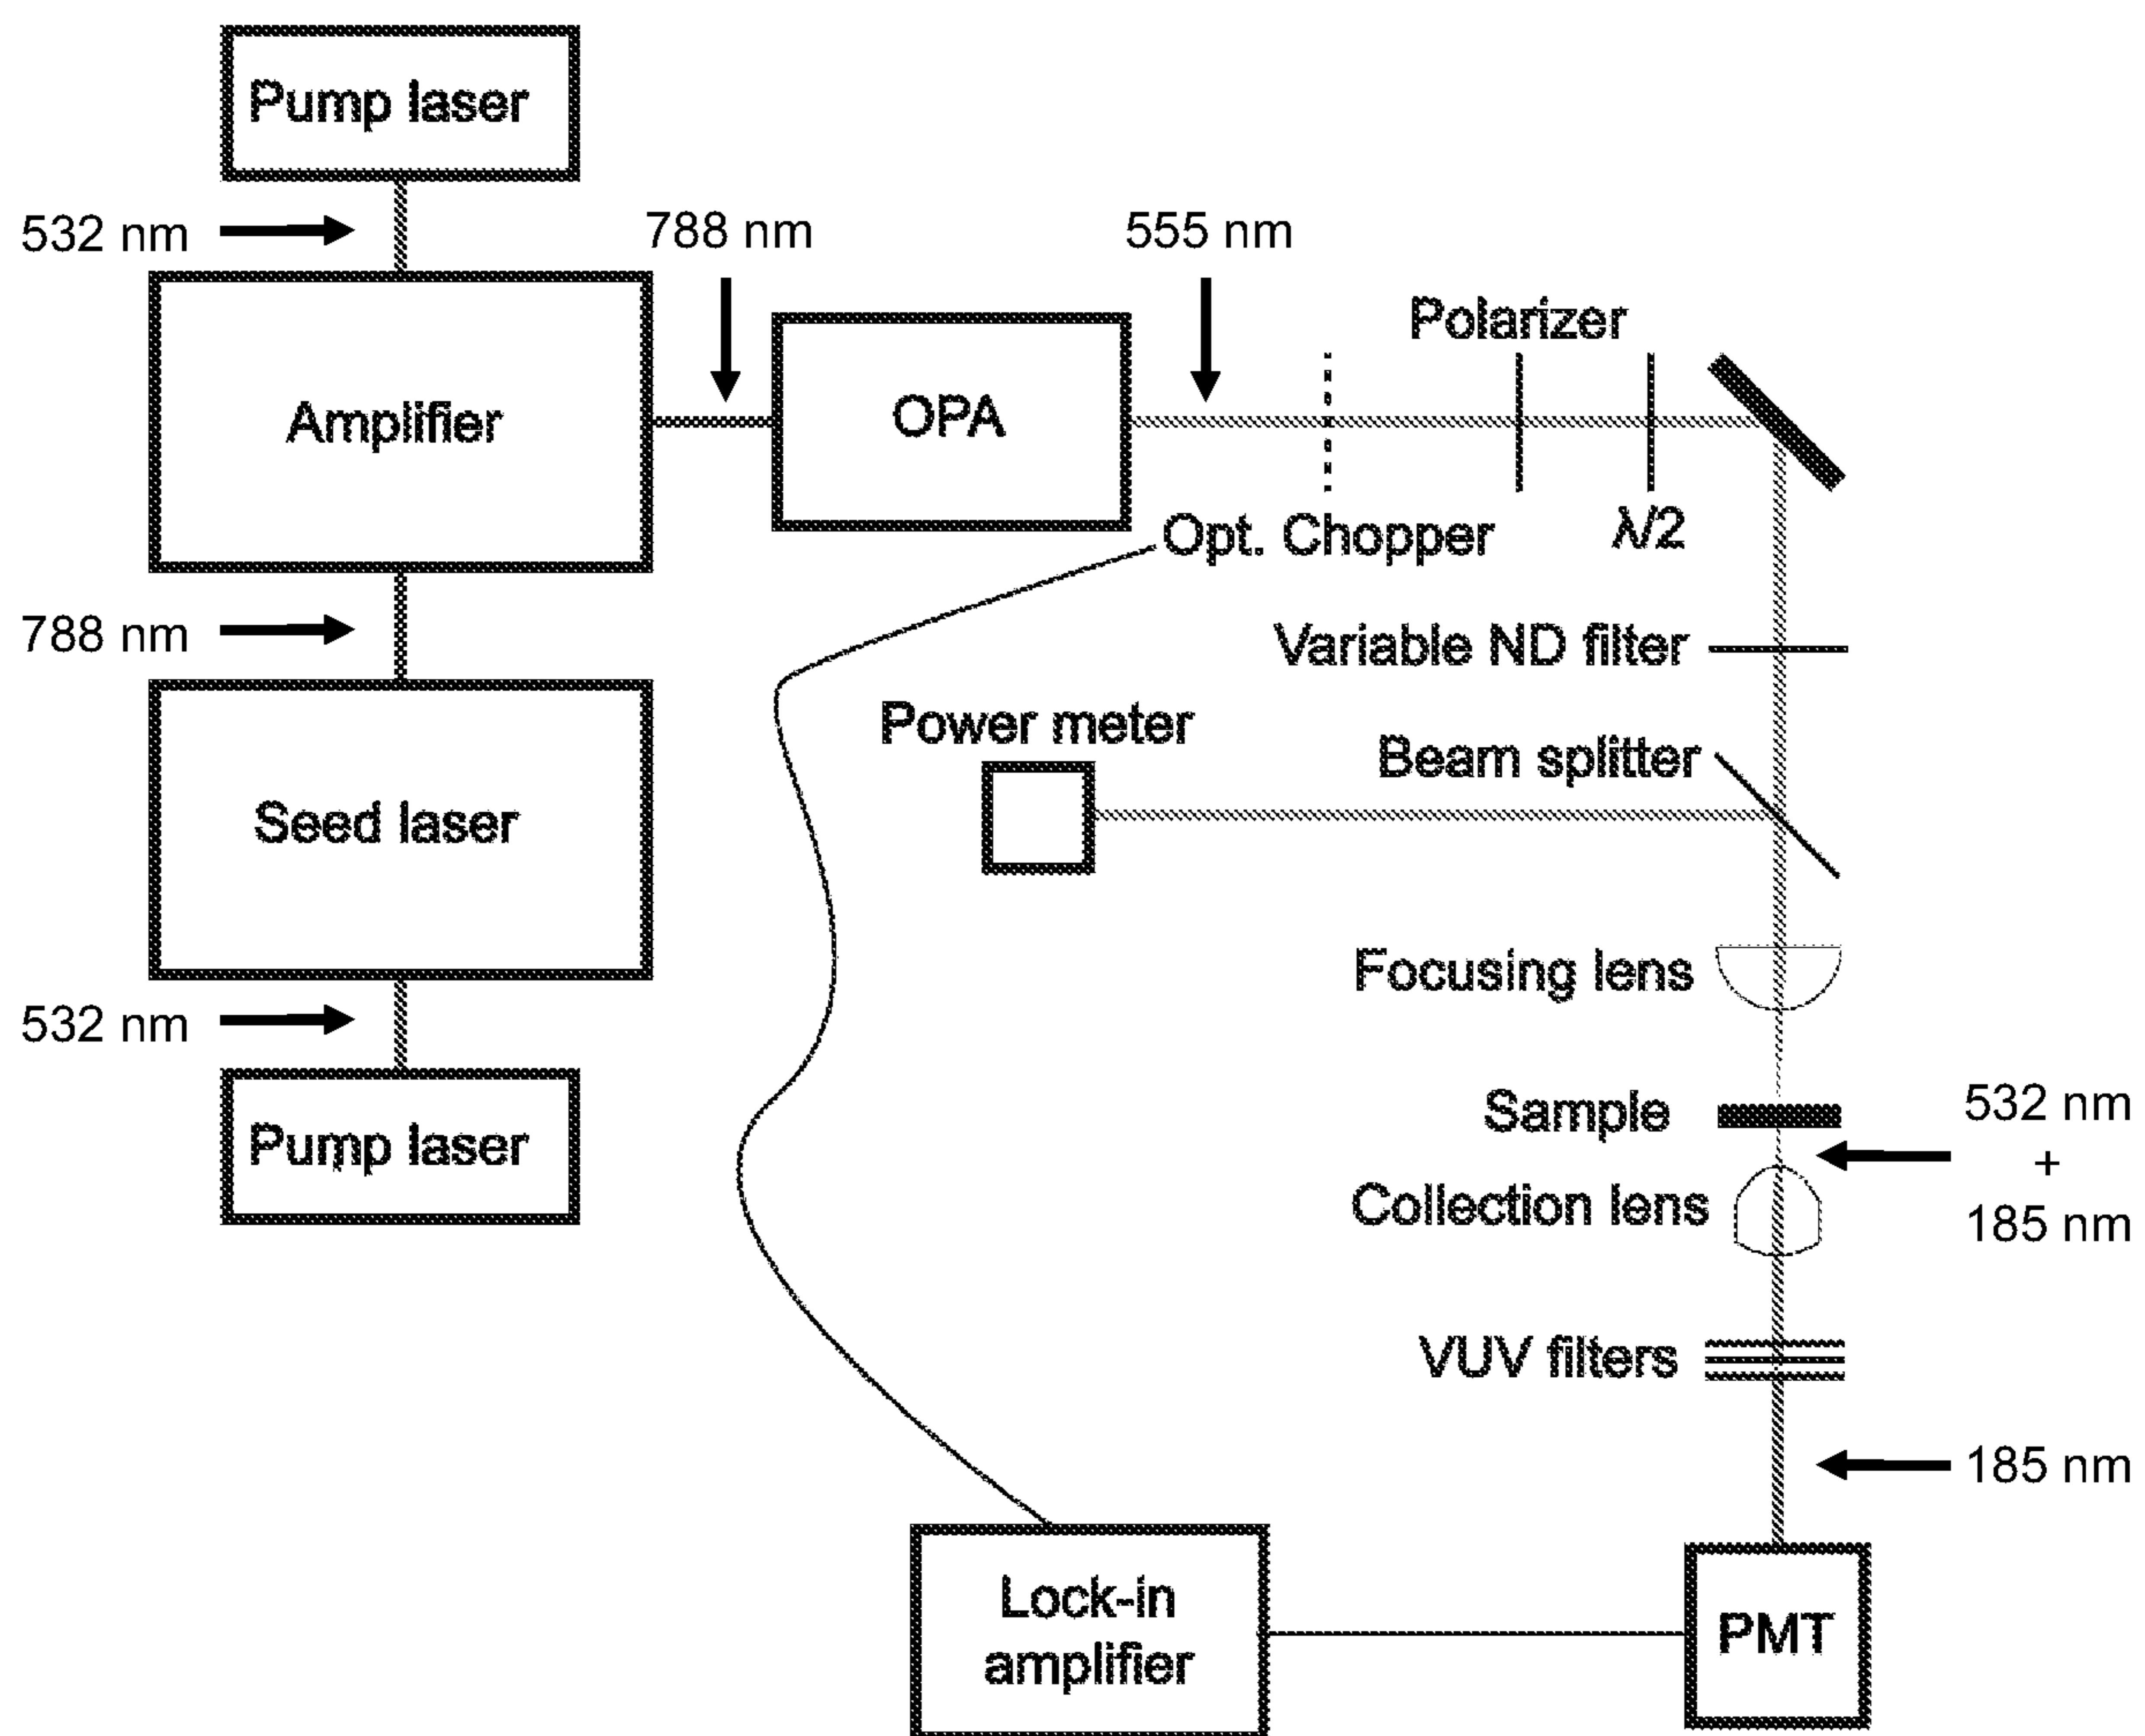 Pump laser
532 nm
788 nm
555 nm
Polarizer
Amplifier
OPA
Opt. Chopper
λ/2
788 nm
Variable ND filter
Power meter
Beam splitter
Seed laser
Focusing lens
532 nm
Sample
532 nm
+
185 nm
Pump laser
Collection lens
VUV filters
185 nm
Lock-in
amplifier
PMT